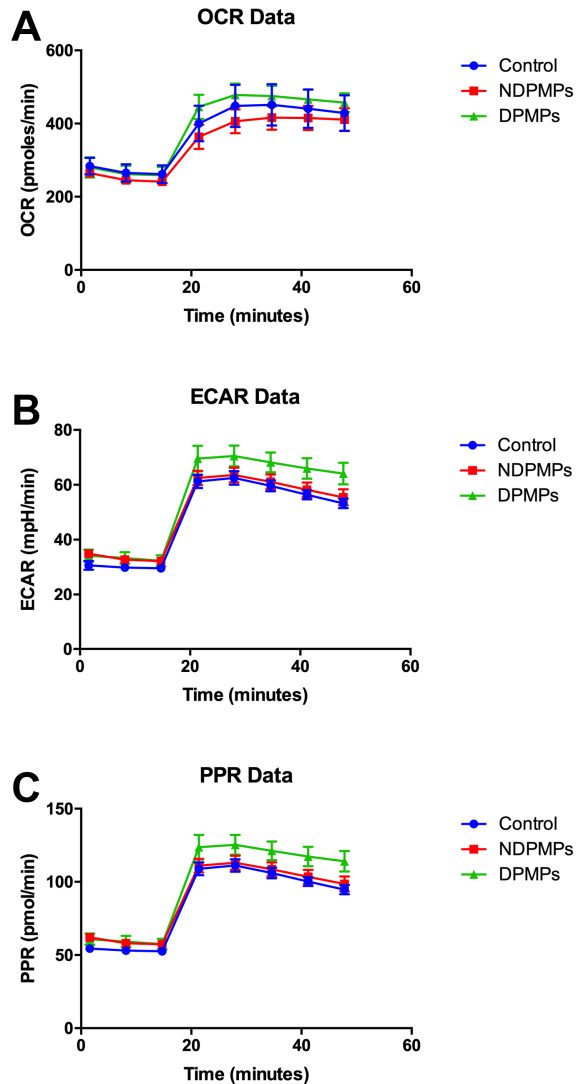 A
OCR Data
600
400
200
0
OCR (pmoles/min)
0 20 40 60
Time (minutes)
Control
NDPMPs
DPMPs
B
ECAR Data
80
60
40
20
0
ECAR (mpH/min)
0 20 40 60
Time (minutes)
Control
NDPMPs
DPMPs
C
PPR Data
150
100
50
0
PPR (pmol/min)
0 20 40 60
Time (minutes)
Control
NDPMPs
DPMPs